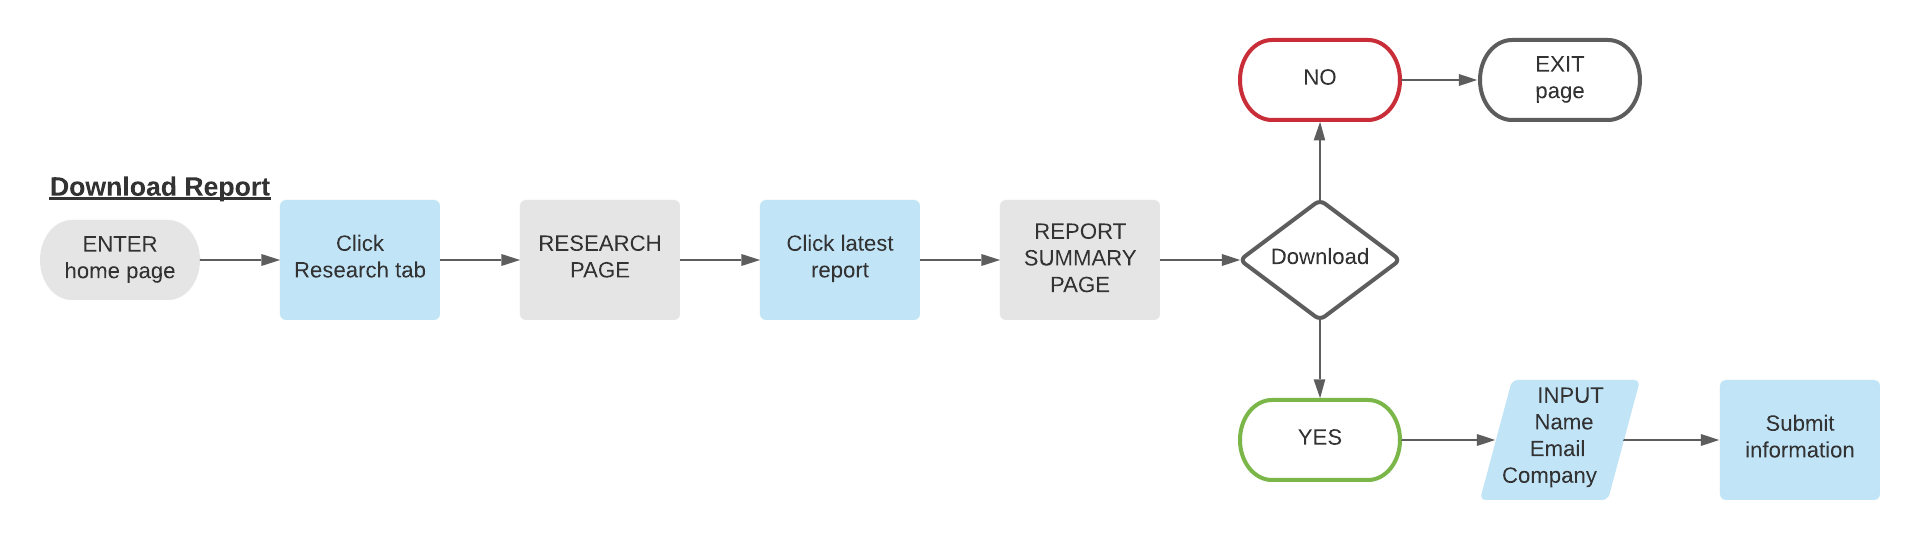 Download Report
ENTER
home page
Click
Research tab
RESEARCH
PAGE
Click latest
report
REPORT
SUMMARY
PAGE
Download
NO
EXIT
page
YES
INPUT
Name
Email
Company
Submit
information